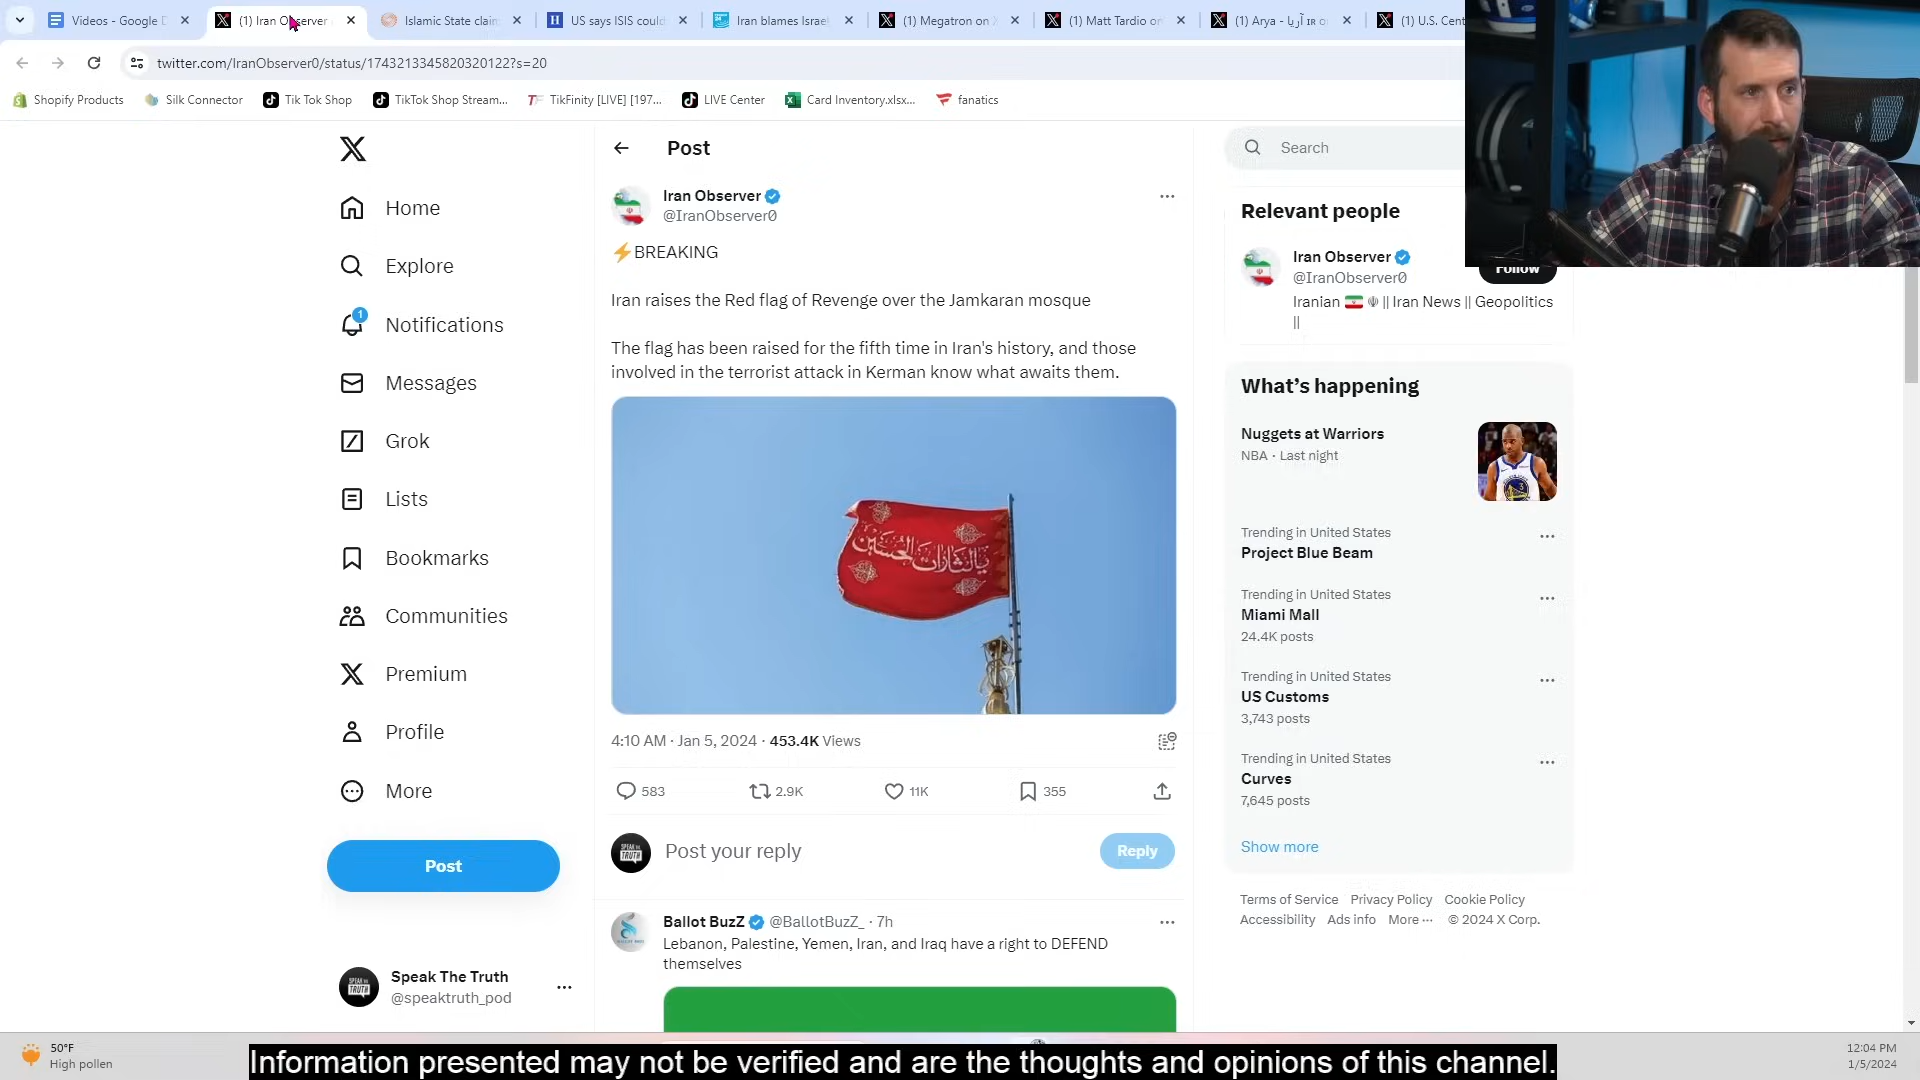 Videos - Google D
(1) Iran Observer
Islamic State claim
US says ISIS could
Iran blames Israel
(1) Megatron on
(1) Matt Tardio on
(1) Arya - آریا IR
(1) U.S. Cent
twitter.com/IranObserver0/status/1743213345820320122?s=20
Shopify Products
Silk Connector
Tik Tok Shop
TikTok Shop Stream...
TikFinity [LIVE] [197...
LIVE Center
Card Inventory.xlsx...
fanatics
Home
Explore
1
Notifications
Messages
Grok
Lists
Bookmarks
Communities
Premium
Profile
More
Post
Speak The Truth
@speaktruth_pod
Post
Iran Observer
@IranObserver0
⚡BREAKING
Iran raises the Red flag of Revenge over the Jamkaran mosque
The flag has been raised for the fifth time in Iran's history, and those
involved in the terrorist attack in Kerman know what awaits them.
يالثارات الحسين
4:10 AM · Jan 5, 2024 · 453.4K Views
583
2.9K
11K
355
SPEAK THE TRUTH
Post your reply
Reply
Ballot BuzZ @BallotBuzZ_ · 7h
Lebanon, Palestine, Yemen, Iran, and Iraq have a right to DEFEND
themselves
Search
Relevant people
Iran Observer
@IranObserver0
Follow
Iranian 🇮🇷 || Iran News || Geopolitics
||
What's happening
Nuggets at Warriors
NBA · Last night
Trending in United States
Project Blue Beam
Trending in United States
Miami Mall
24.4K posts
Trending in United States
US Customs
3,743 posts
Trending in United States
Curves
7,645 posts
Show more
Terms of Service Privacy Policy Cookie Policy
Accessibility Ads info More ··· © 2024 X Corp.
50°F
High pollen
Information presented may not be verified and are the thoughts and opinions of this channel.
12:04 PM
1/5/2024